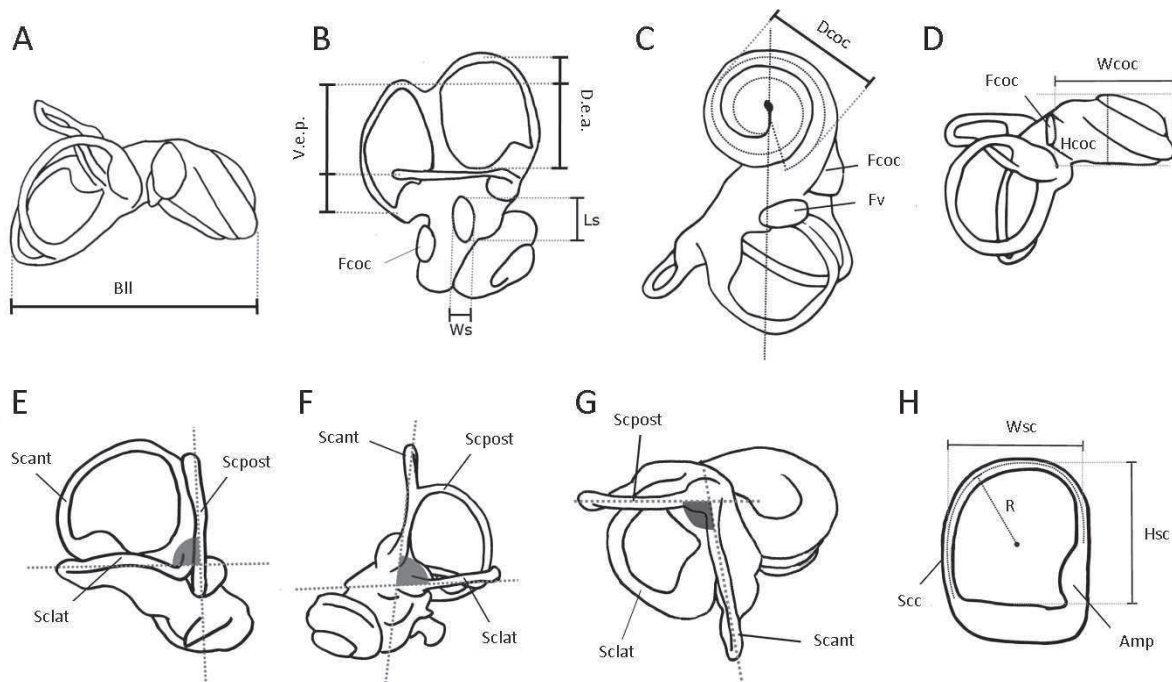 A
Bll
B
V.e.p.
D.e.a.
Ls
Fcoc
Ws
C
Dcoc
Fcoc
Fv
D
Wcoc
Fcoc
Hcoc
E
Scant
Scpost
Sclat
F
Scant
Scpost
Sclat
G
Scpost
Sclat
Scant
H
Wsc
R
Hsc
Scc
Amp